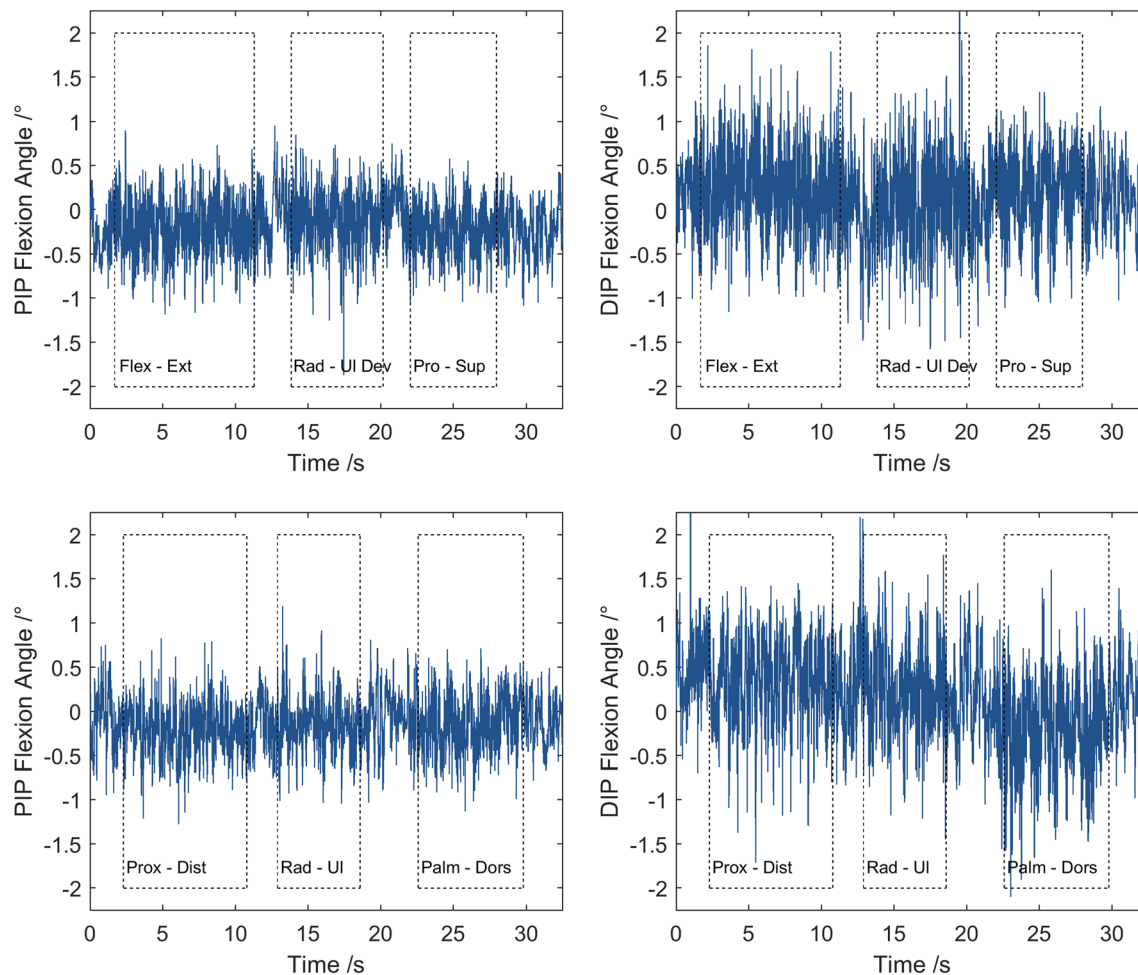 2
1.5
1
0.5
0
-0.5
-1
-1.5
-2
PIP Flexion Angle /°
Flex - Ext
Rad - Ul Dev
Pro - Sup
0 5 10 15 20 25 30
Time /s
2
1.5
1
0.5
0
-0.5
-1
-1.5
-2
DIP Flexion Angle /°
Flex - Ext
Rad - Ul Dev
Pro - Sup
0 5 10 15 20 25 30
Time /s
2
1.5
1
0.5
0
-0.5
-1
-1.5
-2
PIP Flexion Angle /°
Prox - Dist
Rad - Ul
Palm - Dors
0 5 10 15 20 25 30
Time /s
2
1.5
1
0.5
0
-0.5
-1
-1.5
-2
DIP Flexion Angle /°
Prox - Dist
Rad - Ul
Palm - Dors
0 5 10 15 20 25 30
Time /s